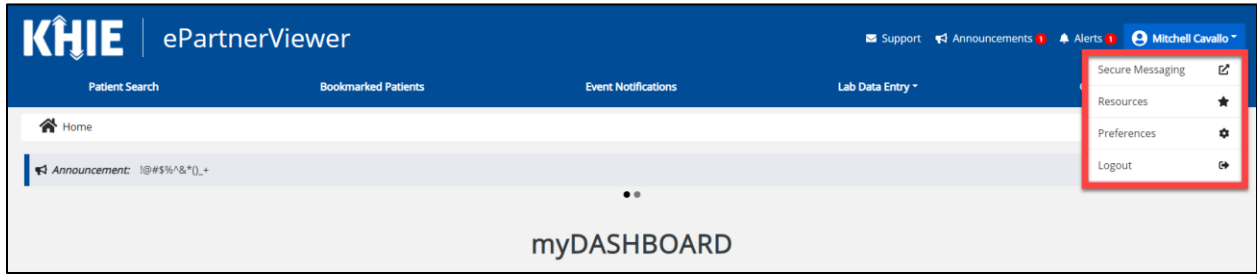 KHIE ePartnerViewer
Support Announcements 1 Alerts 1 Mitchell Cavallo
Patient Search Bookmarked Patients Event Notifications Lab Data Entry
Secure Messaging
Resources
Preferences
Logout
Home
Announcement: !@#$%^&*()_+
myDASHBOARD